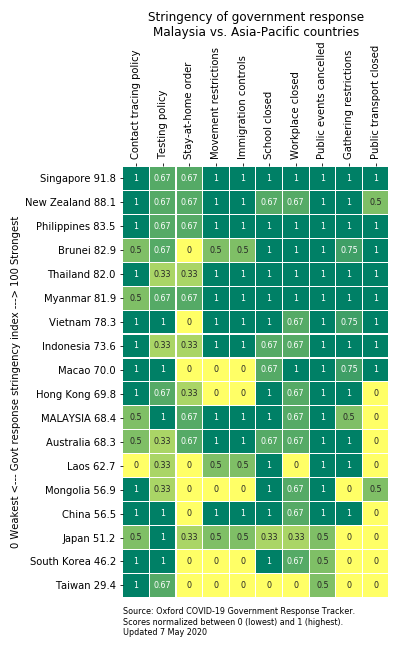 Stringency of government response
Malaysia vs. Asia-Pacific countries
Contact tracing policy
Testing policy
Stay-at-home order
Movement restrictions
Immigration controls
School closed
Workplace closed
Public events cancelled
Gathering restrictions
Public transport closed
0 Weakest <--- Govt response stringency index ---> 100 Strongest
Singapore 91.8 1 0.67 0.67 1 1 1 1 1 1 1
New Zealand 88.1 1 0.67 0.67 1 1 0.67 0.67 1 1 0.5
Philippines 83.5 1 0.67 0.67 1 1 1 1 1 1 1
Brunei 82.9 0.5 0.67 0 0.5 0.5 1 1 1 0.75 1
Thailand 82.0 1 0.33 0.33 1 1 1 1 1 1 1
Myanmar 81.9 0.5 0.67 0.67 1 1 1 1 1 1 1
Vietnam 78.3 1 1 0 1 1 1 0.67 1 0.75 1
Indonesia 73.6 1 0.33 0.33 1 1 0.67 0.67 1 1 1
Macao 70.0 1 1 0 0 0 0.67 1 1 0.75 1
Hong Kong 69.8 1 0.67 0.33 0 0 1 0.67 1 1 0
MALAYSIA 68.4 0.5 1 0.67 1 1 1 0.67 1 0.5 0
Australia 68.3 0.5 0.33 0.67 1 1 0.67 0.67 1 1 0
Laos 62.7 0 0.33 0 0.5 0.5 1 0 1 1 0
Mongolia 56.9 1 0.33 0 0 0 1 0.67 1 0 0.5
China 56.5 1 1 0 1 1 1 0.67 1 1 0
Japan 51.2 0.5 1 0.33 0.5 0.5 0.33 0.33 0.5 0 0
South Korea 46.2 1 1 0 0 0 1 0.67 0.5 0 0
Taiwan 29.4 1 0.67 0 0 0 0 0 0.5 0 0
Source: Oxford COVID-19 Government Response Tracker.
Scores normalized between 0 (lowest) and 1 (highest).
Updated 7 May 2020